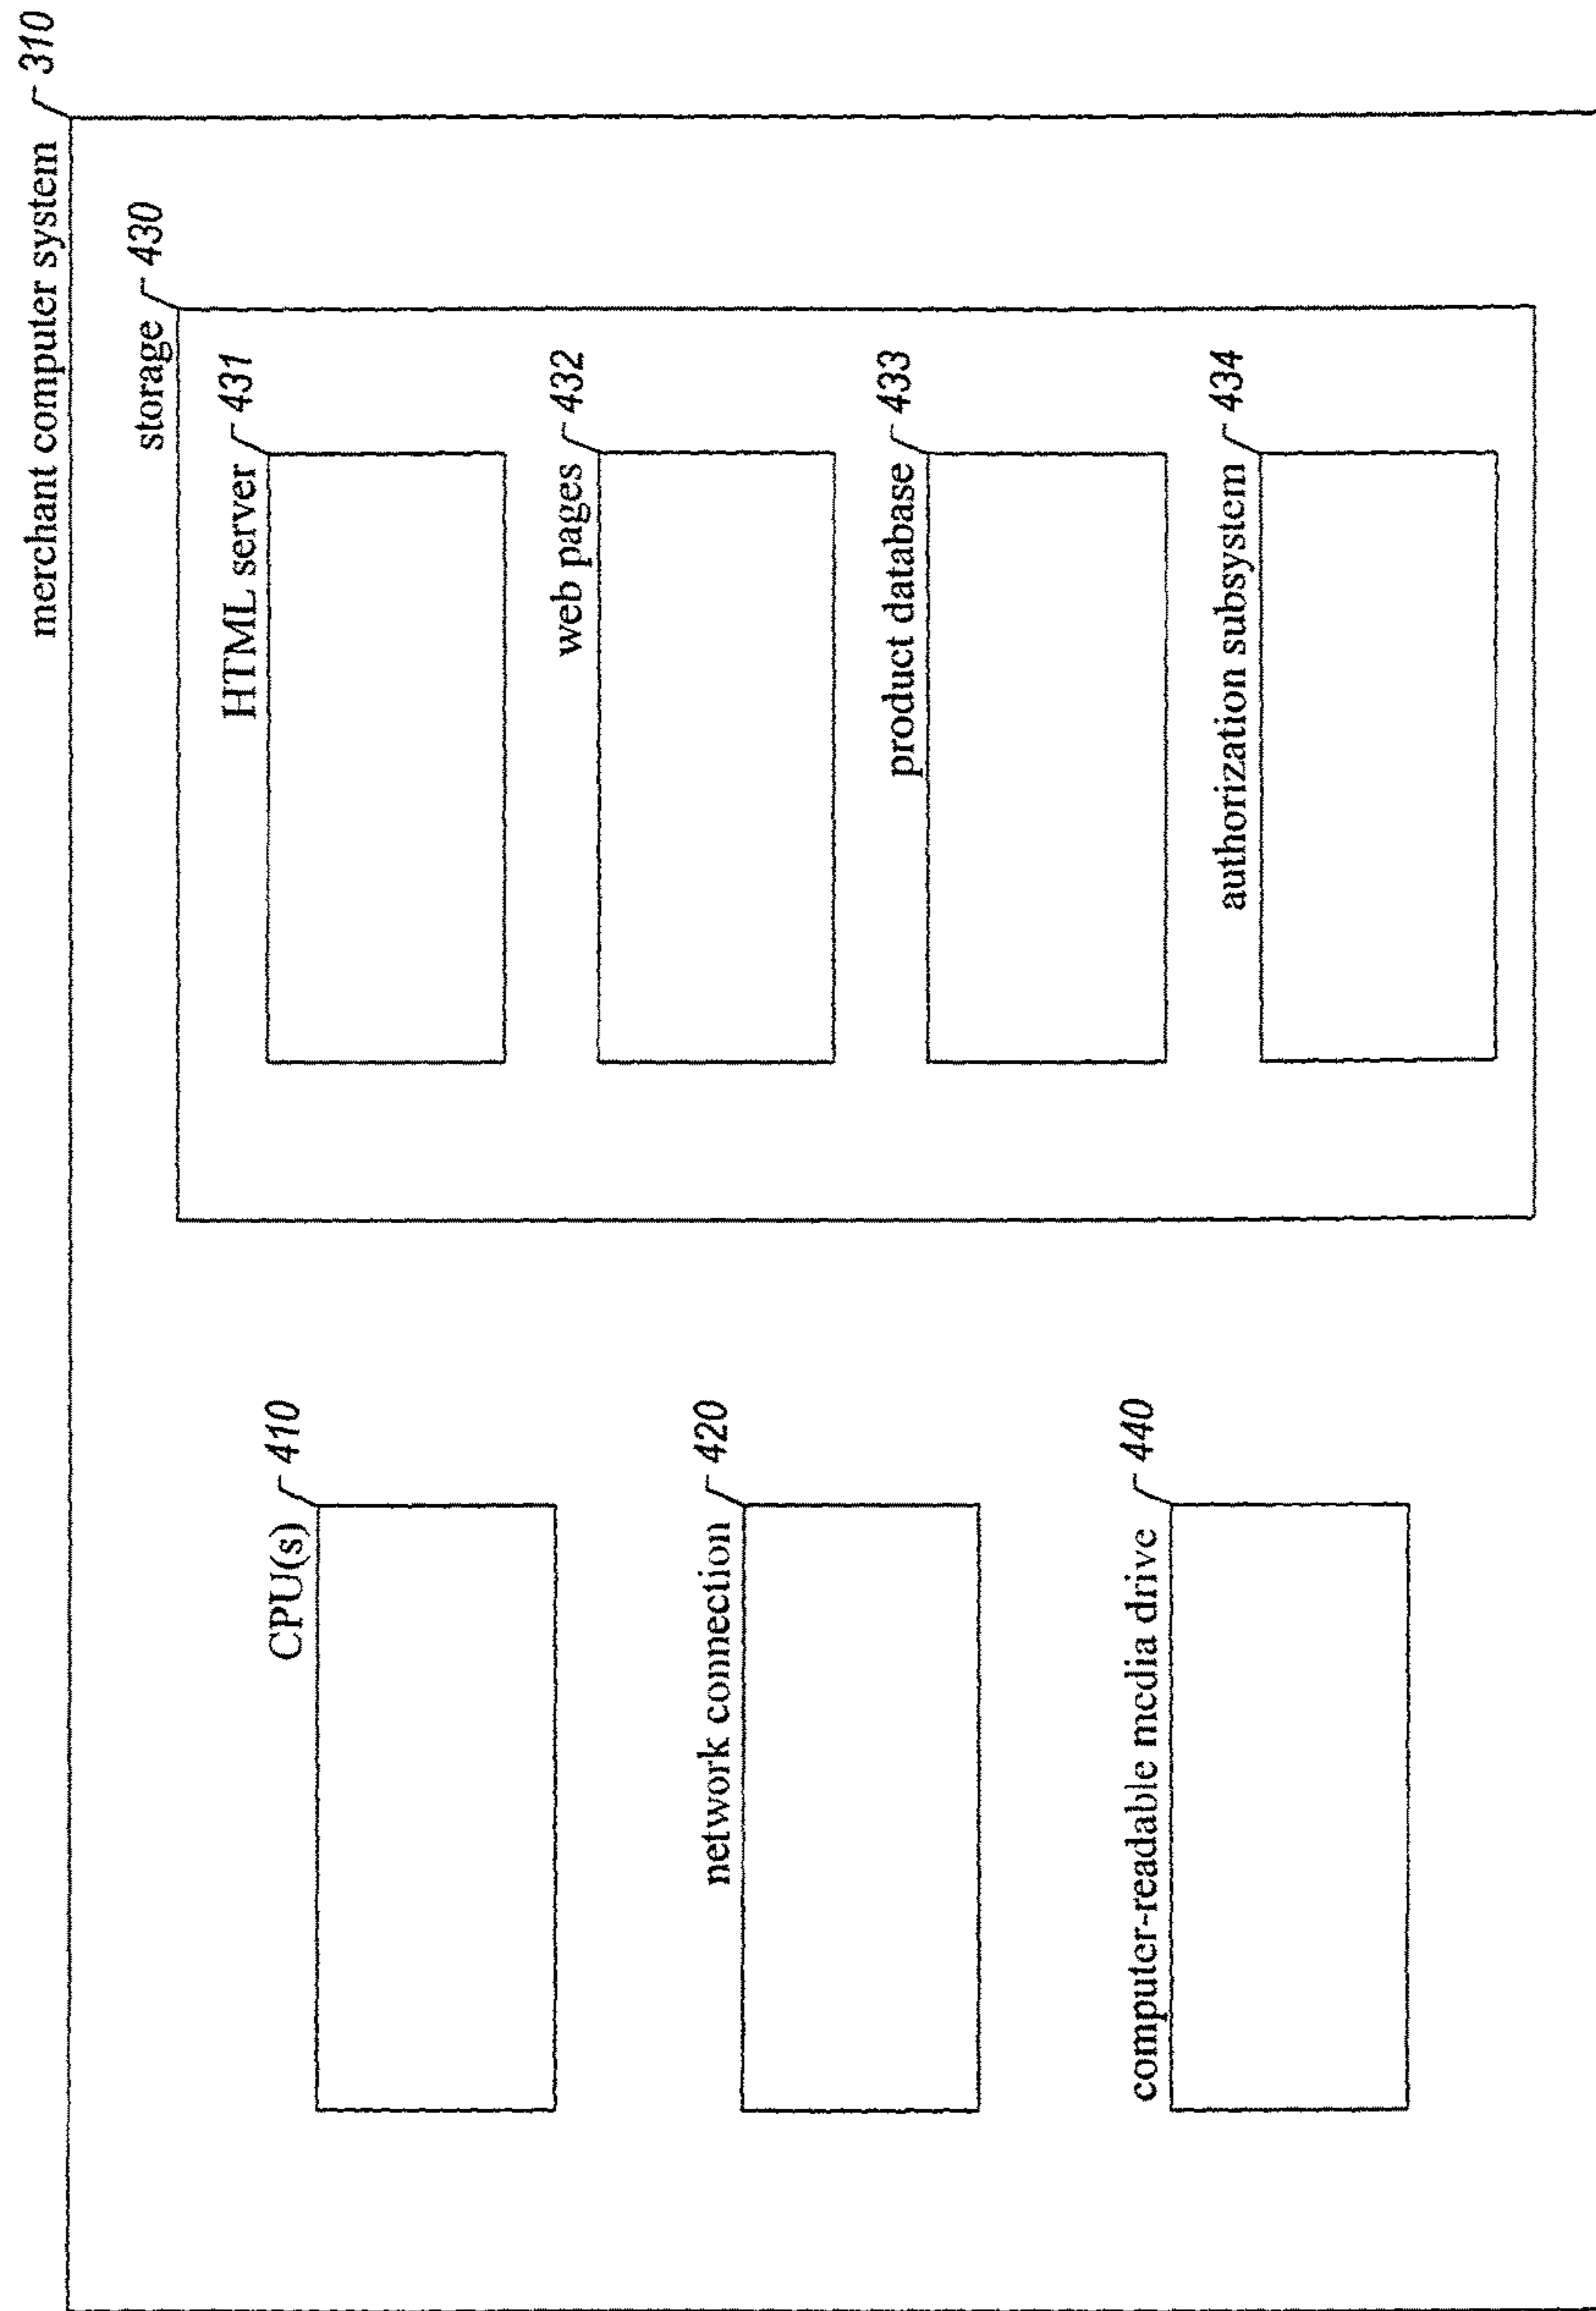 merchant computer system 310
storage 430
HTML server 431
CPU(s) 410
web pages 432
network connection 420
product database 433
computer-readable media drive 440
authorization subsystem 434